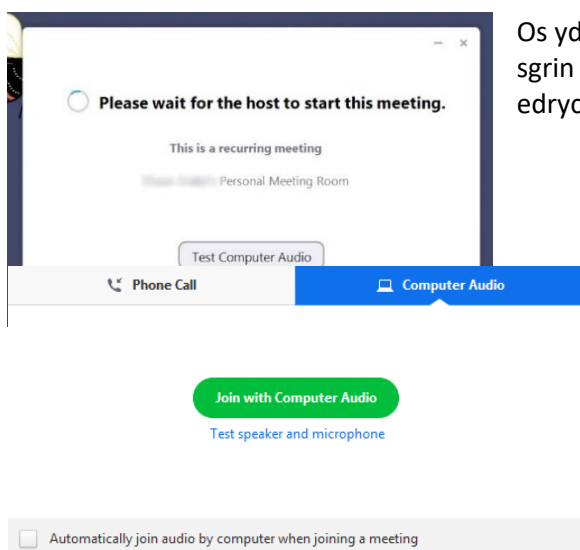 Please wait for the host to start this meeting.
This is a recurring meeting
Personal Meeting Room
Test Computer Audio
Os
sgrin
Phone Call
Computer Audio
Join with Computer Audio
Test speaker and microphone
Automatically join audio by computer when joining a meeting